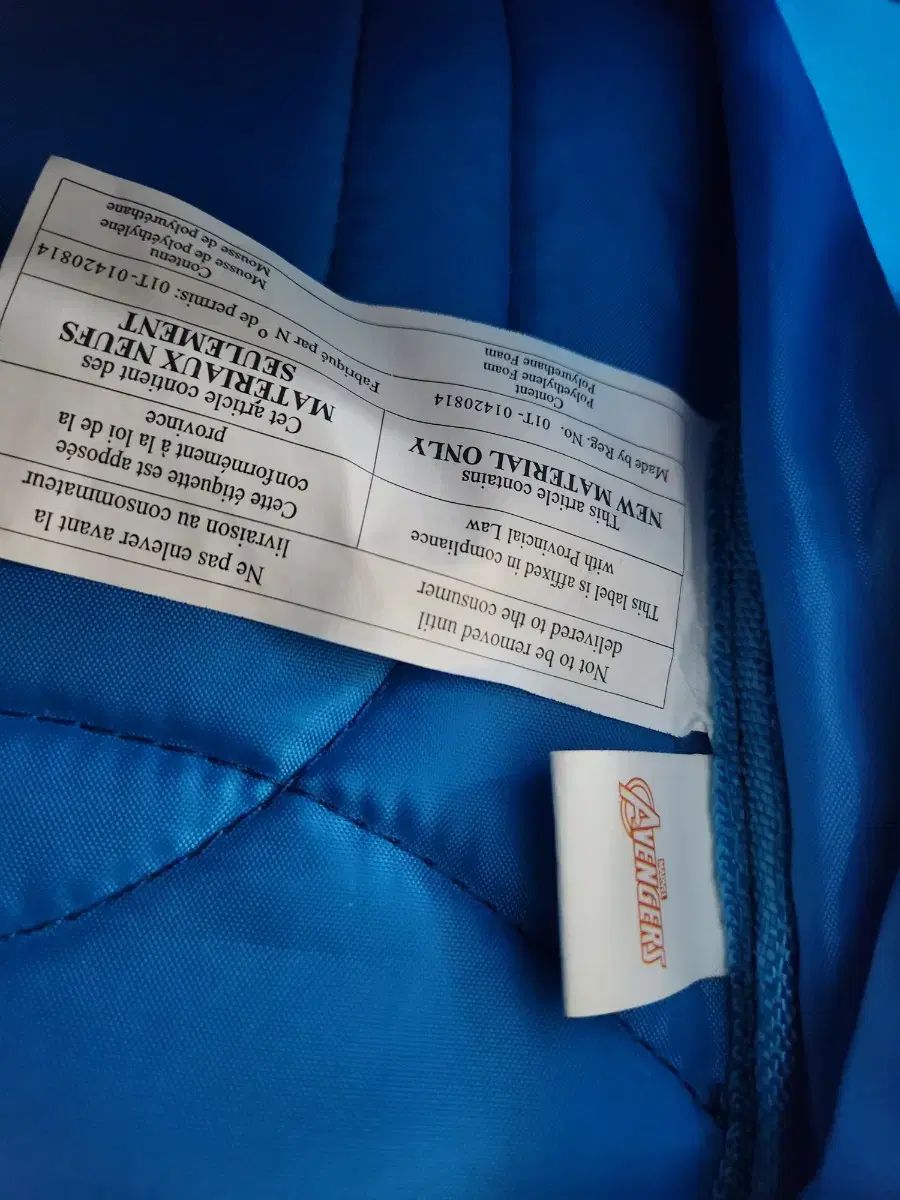 Not to be removed until
delivered to the consumer
This label is affixed in compliance
with Provincial Law
This article contains
NEW MATERIAL ONLY
Made by Reg. No. 01T- 01420814
Content
Polyethylene Foam
Polyurethane Foam
Ne pas enlever avant la
livraison au consommateur
Cette étiquette est apposée
conformément à la loi de la
province
Cet article contient des
MATÉRIAUX NEUFS
SEULEMENT
Fabriqué par N° de permis: 01T-01420814
Contenu
Mousse de polyéthylène
Mousse de polyuréthane
MARVEL
AVENGERS